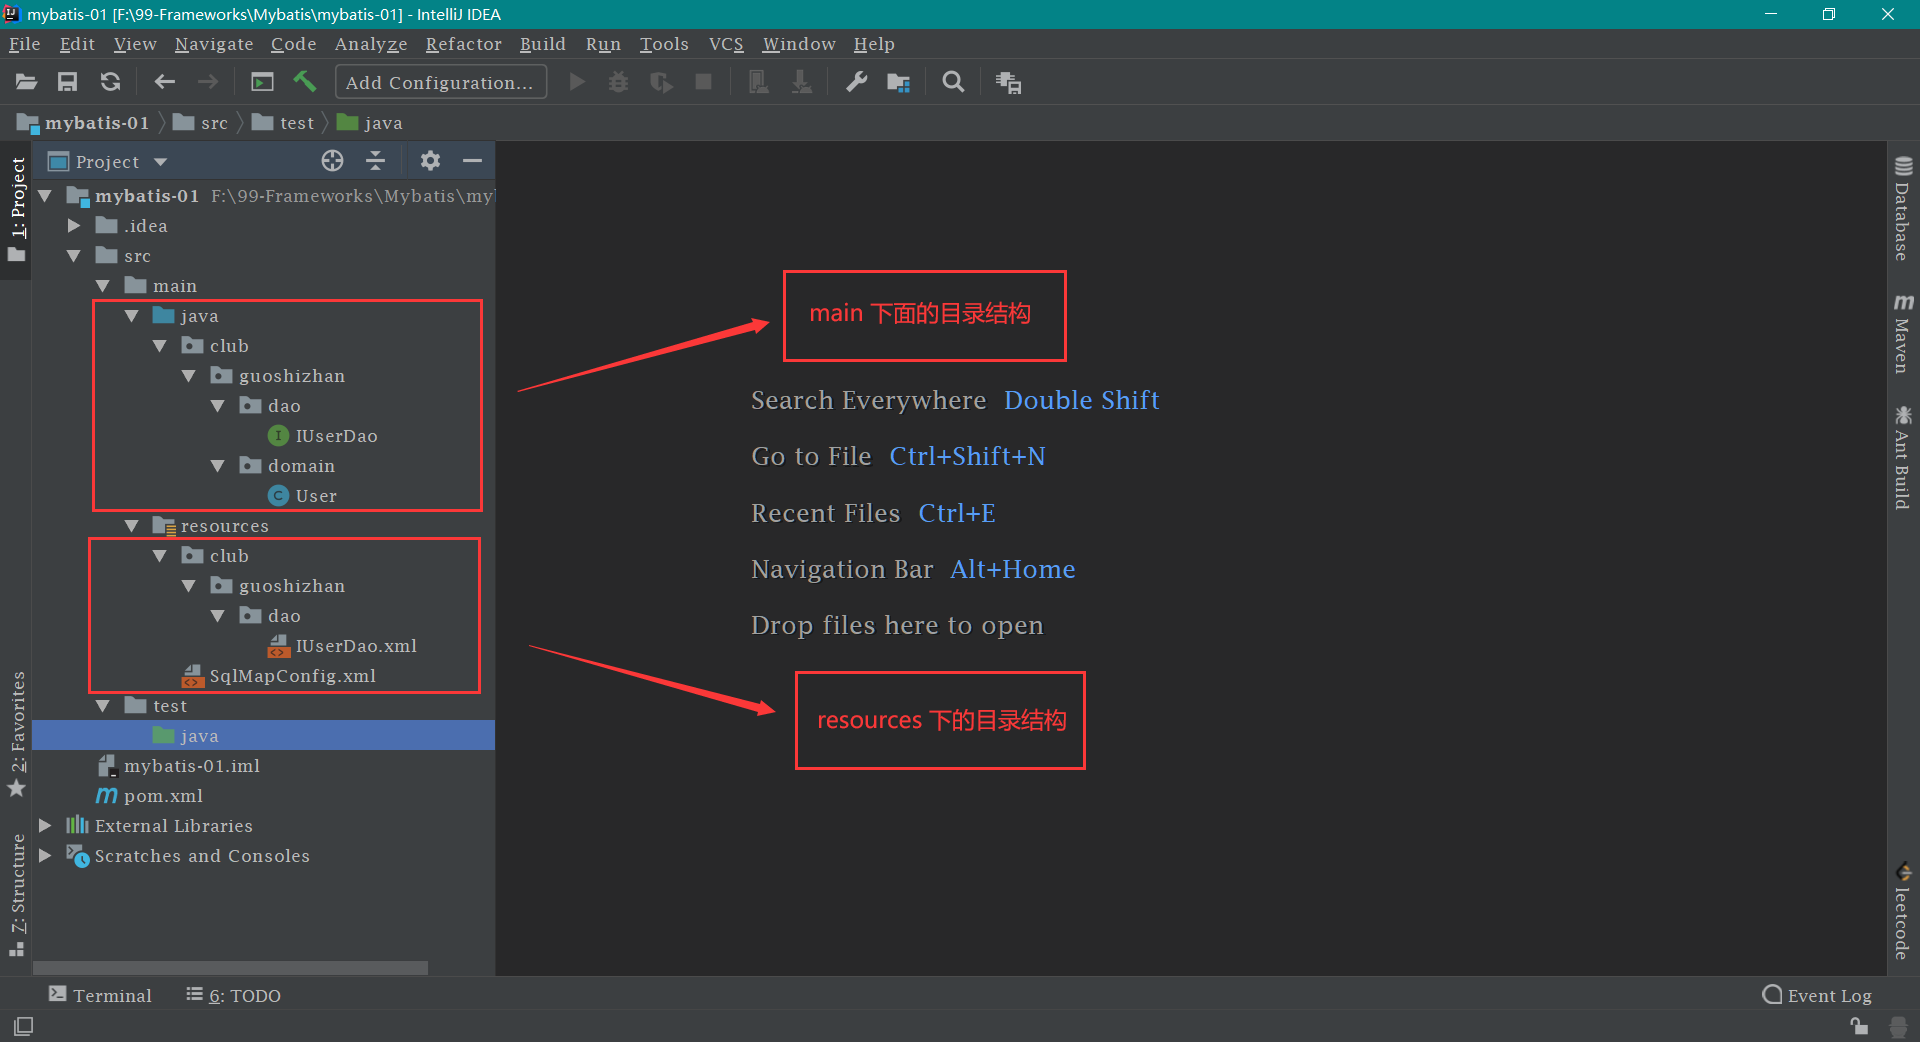 mybatis-01 [F:\99-Frameworks\Mybatis\mybatis-01] - IntelliJ IDEA
File Edit View Navigate Code Analyze Refactor Build Run Tools VCS Window Help
Add Configuration...
mybatis-01 src test java
1: Project
Project
mybatis-01 F:\99-Frameworks\Mybatis\my
.idea
src
main
java
club
guoshizhan
dao
IUserDao
domain
User
resources
club
guoshizhan
dao
IUserDao.xml
SqlMapConfig.xml
test
java
mybatis-01.iml
pom.xml
External Libraries
Scratches and Consoles
2: Favorites
Z: Structure
main 下面的目录结构
Search Everywhere Double Shift
Go to File Ctrl+Shift+N
Recent Files Ctrl+E
Navigation Bar Alt+Home
Drop files here to open
resources 下的目录结构
Database
m
Maven
Ant Build
leetcode
Terminal
6: TODO
Event Log